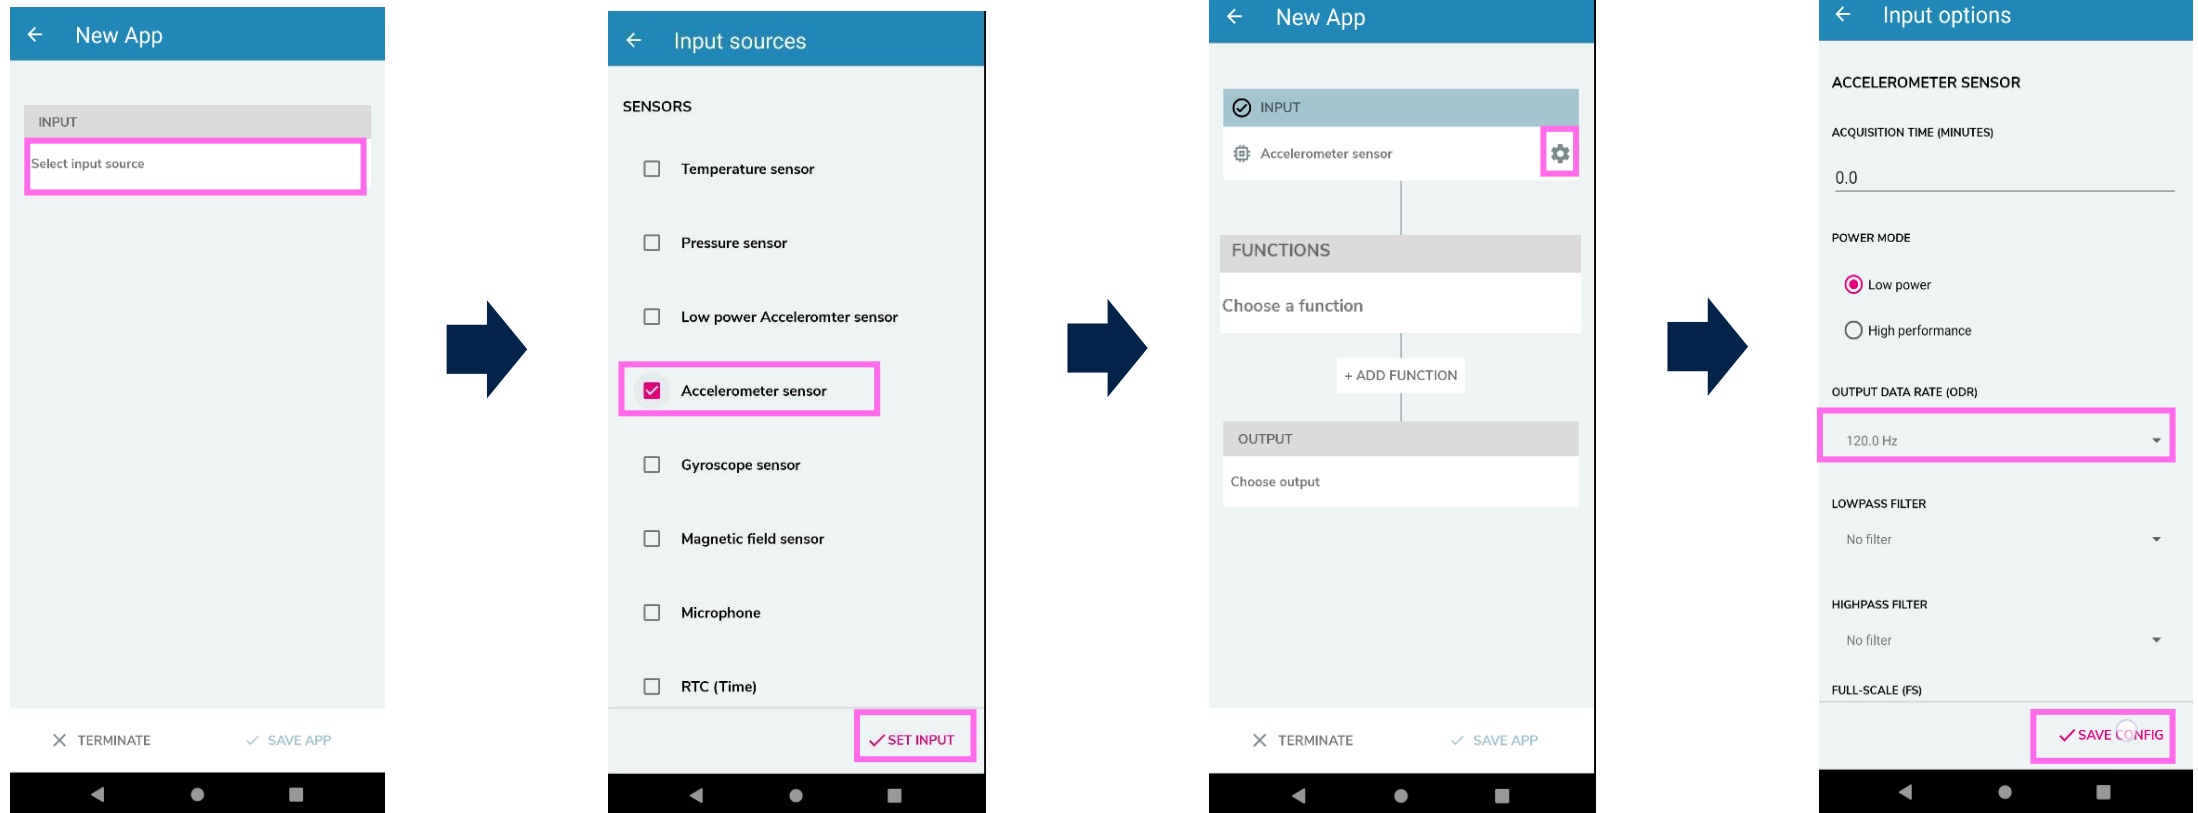 New App
INPUT
Select input source
TERMINATE
SAVE APP
Input sources
SENSORS
Temperature sensor
Pressure sensor
Low power Acceleromter sensor
Accelerometer sensor
Gyroscope sensor
Magnetic field sensor
Microphone
RTC (Time)
SET INPUT
New App
INPUT
Accelerometer sensor
FUNCTIONS
Choose a function
+ ADD FUNCTION
OUTPUT
Choose output
TERMINATE
SAVE APP
Input options
ACCELEROMETER SENSOR
ACQUISITION TIME (MINUTES)
0.0
POWER MODE
Low power
High performance
OUTPUT DATA RATE (ODR)
120.0 Hz
LOWPASS FILTER
No filter
HIGHPASS FILTER
No filter
FULL-SCALE (FS)
SAVE CONFIG